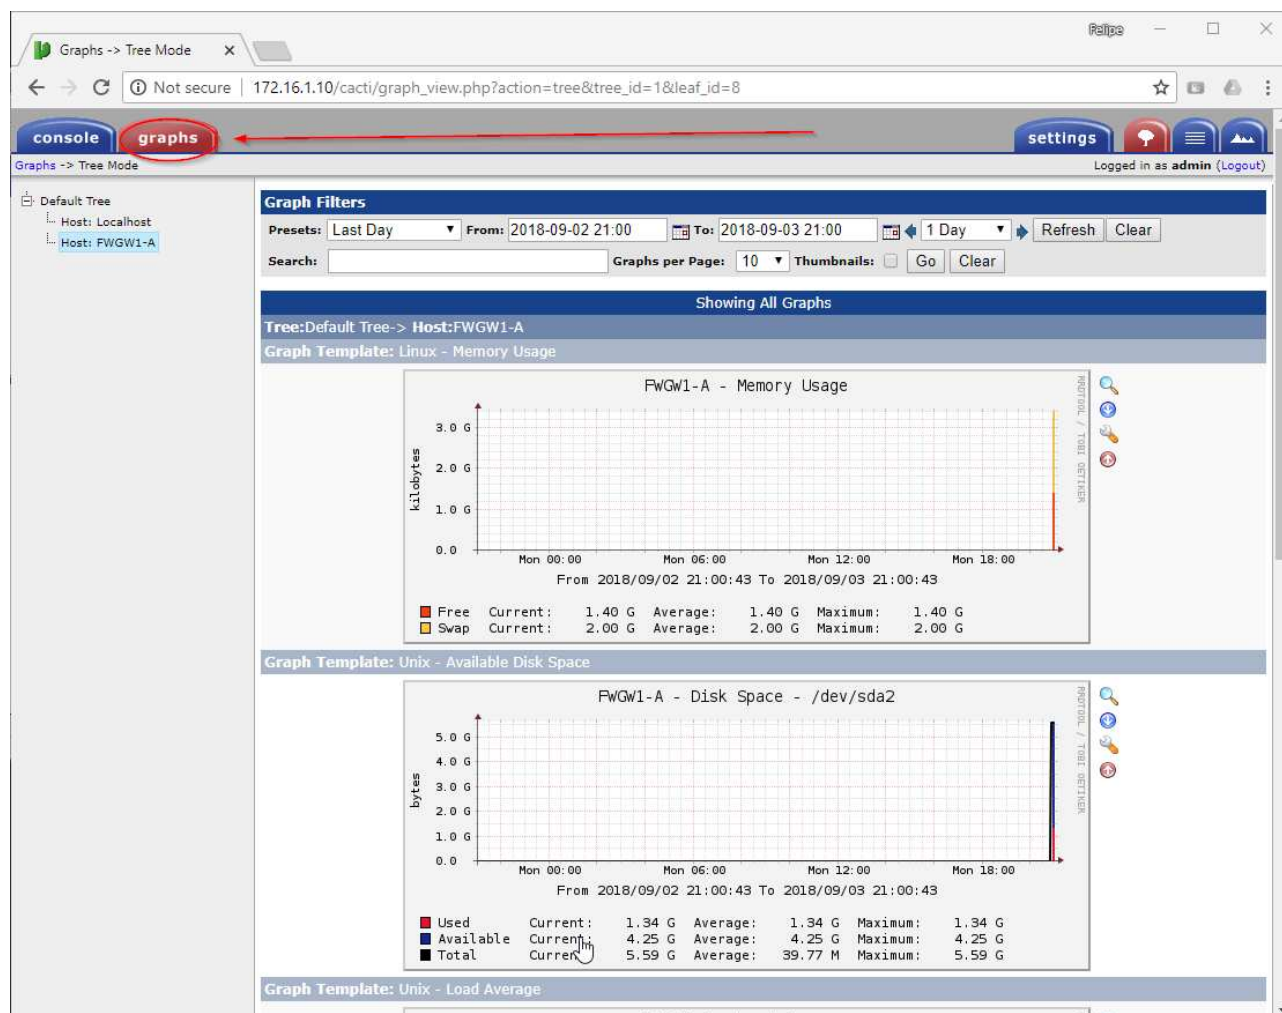 Felipe
Graphs -> Tree Mode
Not secure | 172.16.1.10/cacti/graph_view.php?action=tree&tree_id=1&leaf_id=8
console graphs settings
Graphs -> Tree Mode Logged in as admin (Logout)
Default Tree
Host: Localhost
Host: FWGW1-A
Graph Filters
Presets: Last Day From: 2018-09-02 21:00 To: 2018-09-03 21:00 1 Day Refresh Clear
Search: Graphs per Page: 10 Thumbnails: Go Clear
Showing All Graphs
Tree:Default Tree-> Host:FWGW1-A
Graph Template: Linux - Memory Usage
FWGW1-A - Memory Usage
RRDTOOL / TOBI OETIKER
kilobytes
3.0 G
2.0 G
1.0 G
0.0
Mon 00:00 Mon 06:00 Mon 12:00 Mon 18:00
From 2018/09/02 21:00:43 To 2018/09/03 21:00:43
Free Current: 1.40 G Average: 1.40 G Maximum: 1.40 G
Swap Current: 2.00 G Average: 2.00 G Maximum: 2.00 G
Graph Template: Unix - Available Disk Space
FWGW1-A - Disk Space - /dev/sda2
RRDTOOL / TOBI OETIKER
bytes
5.0 G
4.0 G
3.0 G
2.0 G
1.0 G
0.0
Mon 00:00 Mon 06:00 Mon 12:00 Mon 18:00
From 2018/09/02 21:00:43 To 2018/09/03 21:00:43
Used Current: 1.34 G Average: 1.34 G Maximum: 1.34 G
Available Current: 4.25 G Average: 4.25 G Maximum: 4.25 G
Total Curren 5.59 G Average: 39.77 M Maximum: 5.59 G
Graph Template: Unix - Load Average